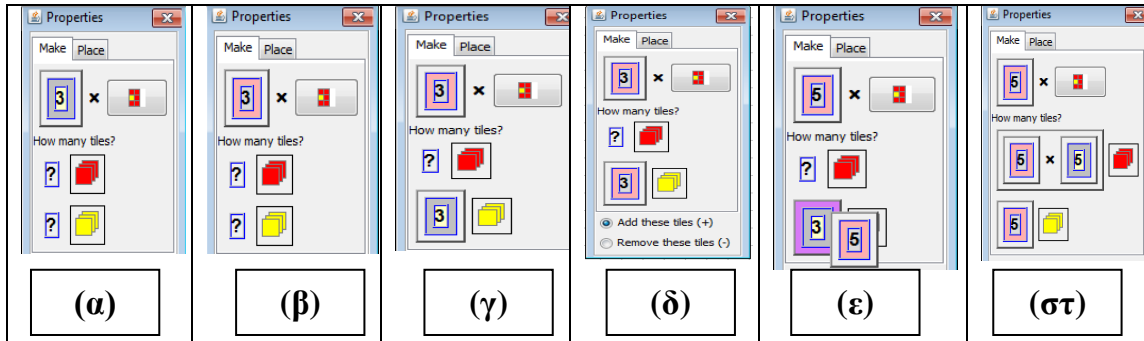 Properties
Make Place
3 ×
How many tiles?
?
?
(α)
Properties
Make Place
3 ×
How many tiles?
?
?
(β)
Properties
Make Place
3 ×
How many tiles?
?
3
(γ)
Properties
Make Place
3 ×
How many tiles?
?
3
Add these tiles (+)
Remove these tiles (-)
(δ)
Properties
Make Place
5 ×
How many tiles?
?
3
5
(ε)
Properties
Make Place
5 ×
How many tiles?
5 × 5
5
(στ)